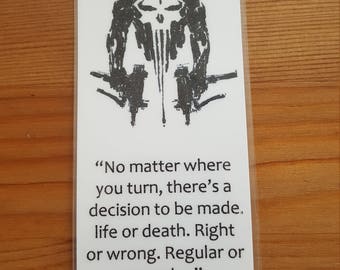 “No matter where
you turn, there’s a
decision to be made.
life or death. Right
or wrong. Regular or